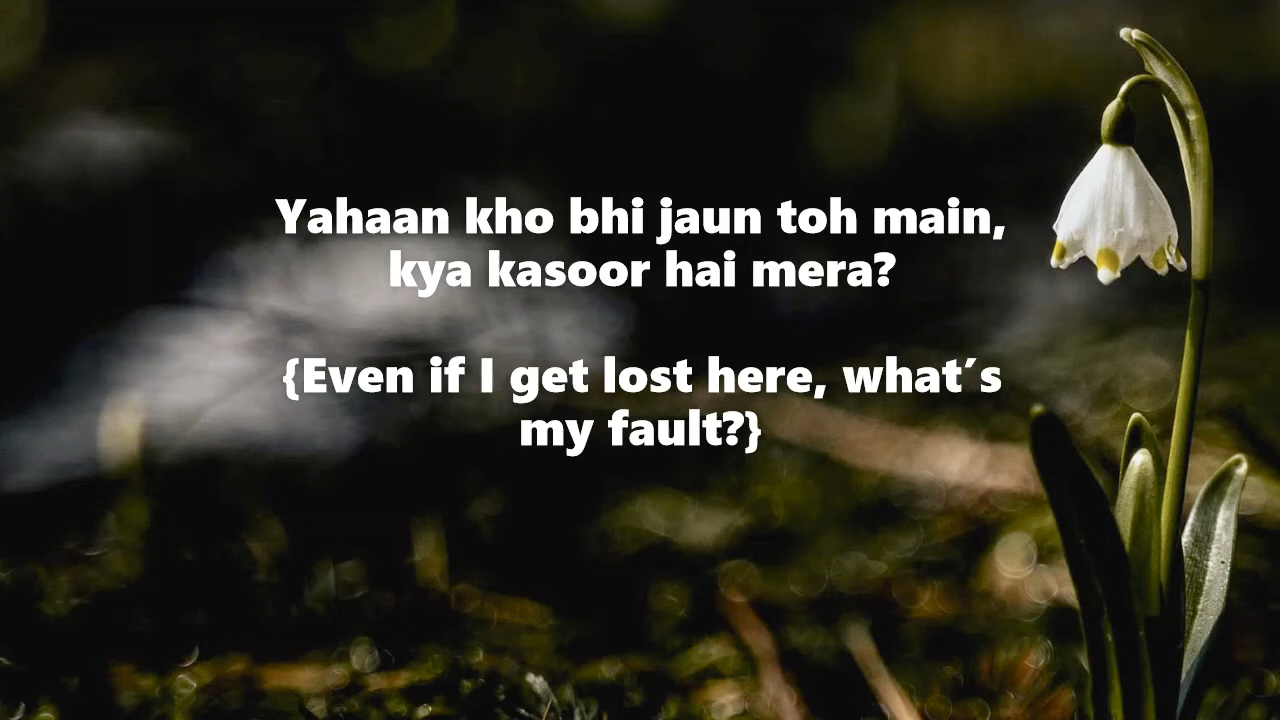 Yahaan kho bhi jaun toh main,
kya kasoor hai mera?
{Even if I get lost here, what´s
my fault?}